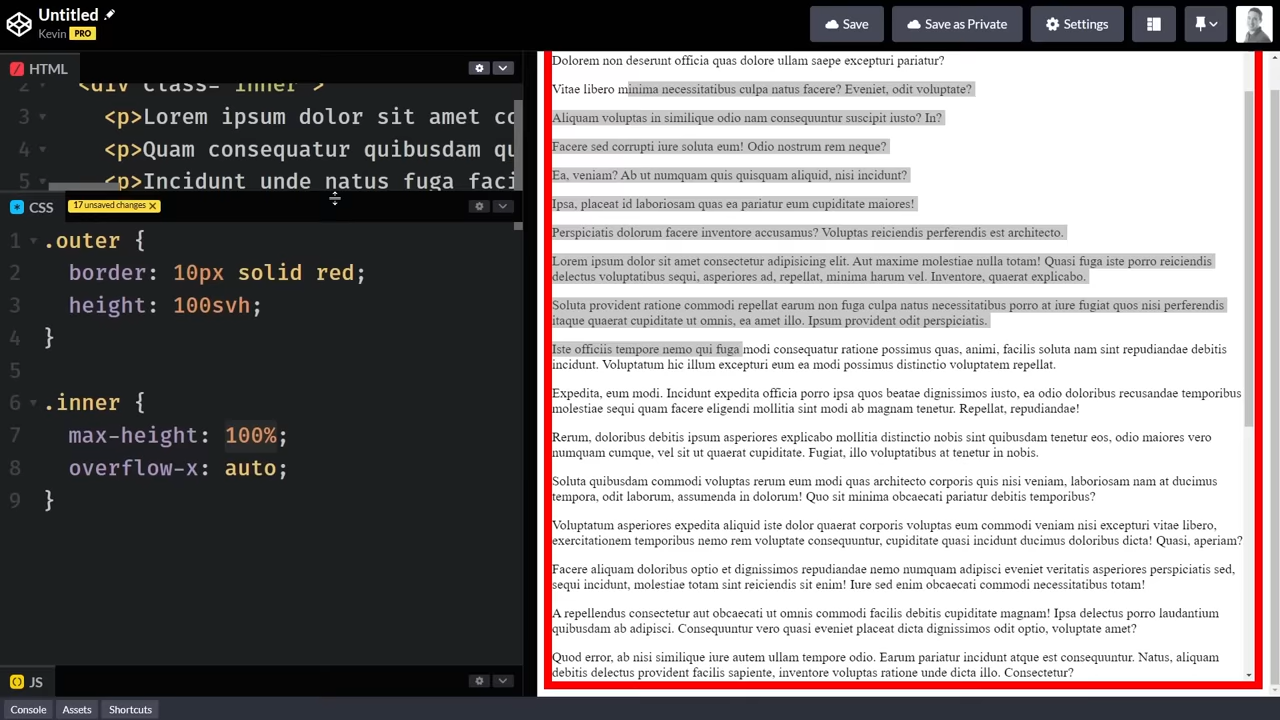 Untitled
Kevin PRO
Save
Save as Private
Settings
HTML
2 <div class="inner">
3 <p>Lorem ipsum dolor sit amet co
4 <p>Quam consequatur quibusdam qu
5 <p>Incidunt unde natus fuga faci
CSS
17 unsaved changes X
1 .outer {
2 border: 10px solid red;
3 height: 100svh;
4 }
5
6 .inner {
7 max-height: 100%;
8 overflow-x: auto;
9 }
JS
Console Assets Shortcuts
Dolorem non deserunt officia quas dolore ullam saepe excepturi pariatur?
Vitae libero minima necessitatibus culpa natus facere? Eveniet, odit voluptate?
Aliquam voluptas in similique odio nam consequuntur suscipit iusto? In?
Facere sed corrupti iure soluta eum! Odio nostrum rem neque?
Ea, veniam? Ab ut numquam quis quisquam aliquid, nisi incidunt?
Ipsa, placeat id laboriosam quas ea pariatur eum cupiditate maiores!
Perspiciatis dolorum facere inventore accusamus? Voluptas reiciendis perferendis est architecto.
Lorem ipsum dolor sit amet consectetur adipisicing elit. Aut maxime molestiae nulla totam! Quasi fuga iste porro reiciendis
delectus voluptatibus sequi, asperiores ad, repellat, minima harum vel. Inventore, quaerat explicabo.
Soluta provident ratione commodi repellat earum non fuga culpa natus necessitatibus porro at iure fugiat quos nisi perferendis
itaque quaerat cupiditate ut omnis, ea amet illo. Ipsum provident odit perspiciatis.
Iste officiis tempore nemo qui fuga modi consequatur ratione possimus quas, animi, facilis soluta nam sint repudiandae debitis
incidunt. Voluptatum hic illum excepturi eum ea modi possimus distinctio voluptatem repellat.
Expedita, eum modi. Incidunt expedita officia porro ipsa quos beatae dignissimos iusto, ea odio doloribus recusandae temporibus
molestiae sequi quam facere eligendi mollitia sint modi ab magnam tenetur. Repellat, repudiandae!
Rerum, doloribus debitis ipsum asperiores explicabo mollitia distinctio nobis sint quibusdam tenetur eos, odio maiores vero
numquam cumque, vel sit ut quaerat cupiditate. Fugiat, illo voluptatibus at tenetur in nobis.
Soluta quibusdam commodi voluptas rerum eum modi quas architecto corporis quis nisi veniam, laboriosam nam at ducimus
tempora, odit laborum, assumenda in dolorum! Quo sit minima obcaecati pariatur debitis temporibus?
Voluptatum asperiores expedita aliquid iste dolor quaerat corporis voluptas eum commodi veniam nisi excepturi vitae libero,
exercitationem temporibus nemo rem voluptate consequuntur, cupiditate quasi incidunt ducimus doloribus dicta! Quasi, aperiam?
Facere aliquam doloribus optio et dignissimos repudiandae nemo numquam adipisci eveniet veritatis asperiores perspiciatis sed,
sequi incidunt, molestiae totam sint reiciendis sit enim! Iure sed enim obcaecati commodi necessitatibus totam!
A repellendus consectetur aut obcaecati ut omnis commodi facilis debitis cupiditate magnam! Ipsa delectus porro laudantium
quibusdam ab adipisci. Consequuntur vero quasi eveniet placeat dicta dignissimos odit optio, voluptate amet?
Quod error, ab nisi similique iure autem ullam tempore odio. Earum pariatur incidunt atque est consequuntur. Natus, aliquam
debitis delectus provident facilis sapiente, inventore voluptas ratione unde dicta illo. Consectetur?